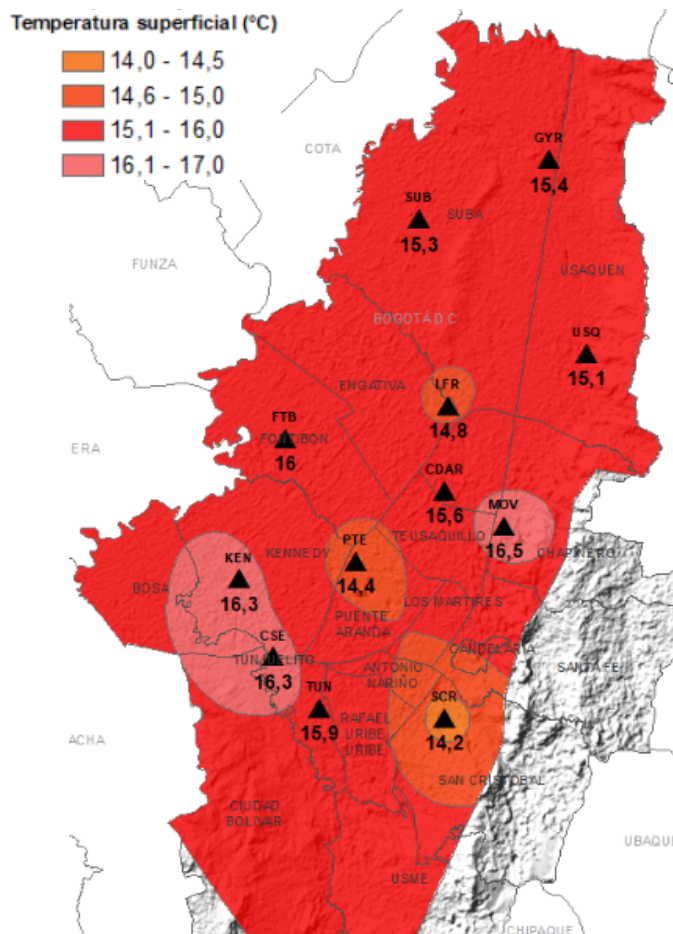 Temperatura superficial (ºC)
14,0 - 14,5
14,6 - 15,0
15,1 - 16,0
16,1 - 17,0
COTA
GYR
15,4
SUB
SUBA
15,3
FUNZA
USAQUEN
BOGOTÁ D.C
USQ
15,1
ENGATIVA
LFR
14,8
FTB
FONTIBON
16
ERA
CDAR
15,6
MOV
16,5
TEUSAQUILLO
CHAPINERO
PTE
14,4
KENNEDY
KEN
16,3
BOSA
LOS MARTIRES
PUENTE
ARANDA
CSE
TUNJUELITO
16,3
CANDELARIA
SANTA FE
ANTONIO
NARIÑO
TUN
15,9
RAFAEL
URIBE
URIBE
SCR
14,2
ACHA
SAN CRISTOBAL
CIUDAD
BOLIVAR
UBAQU
USME
CHIPAQUE